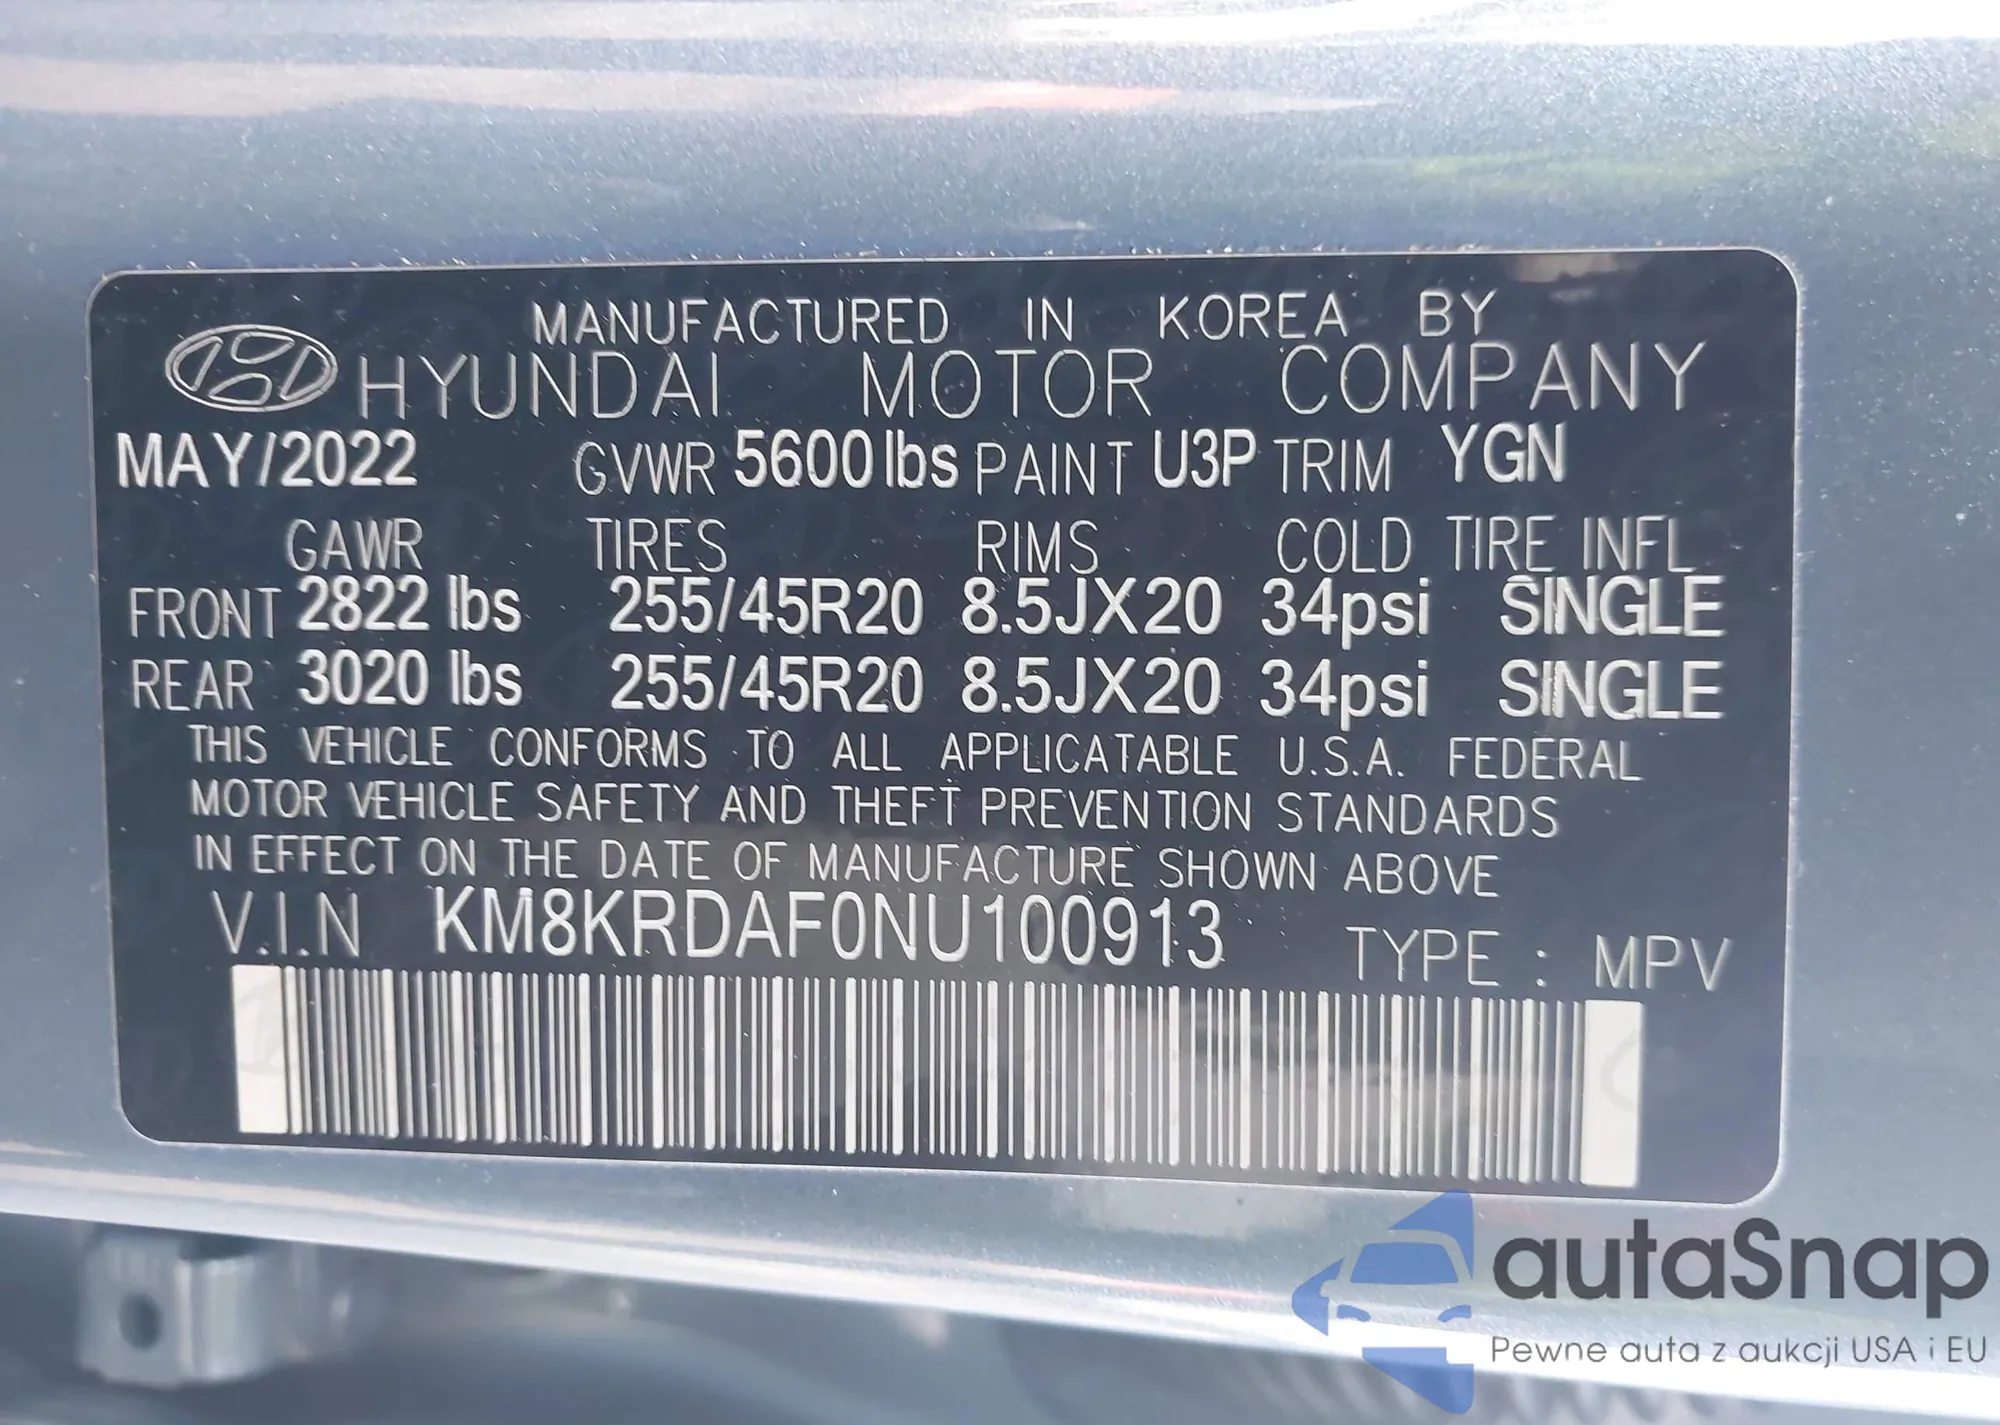 MANUFACTURED IN KOREA BY
HYUNDAI MOTOR COMPANY
MAY/2022 GVWR 5600 lbs PAINT U3P TRIM YGN
GAWR TIRES RIMS COLD TIRE INFL
FRONT 2822 lbs 255/45R20 8.5JX20 34psi SINGLE
REAR 3020 lbs 255/45R20 8.5JX20 34psi SINGLE
THIS VEHICLE CONFORMS TO ALL APPLICATABLE U.S.A. FEDERAL
MOTOR VEHICLE SAFETY AND THEFT PREVENTION STANDARDS
IN EFFECT ON THE DATE OF MANUFACTURE SHOWN ABOVE
V.I.N KM8KRDAF0NU100913 TYPE : MPV
autaSnap
Pewne auta z aukcji USA i EU